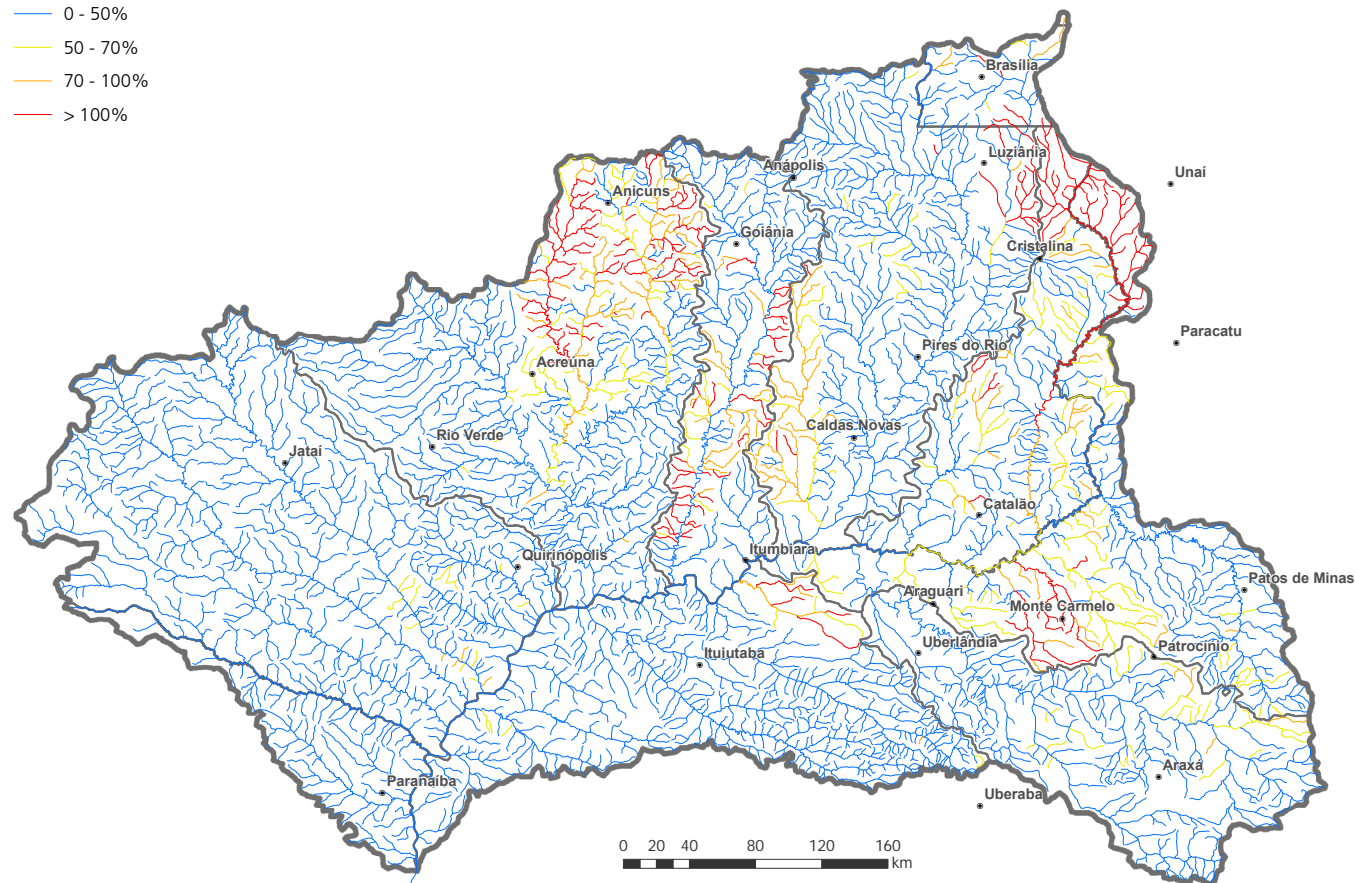 0 - 50%
50 - 70%
70 - 100%
> 100%
Brasília
Luziânia
Anápolis
Unaí
Anicuns
Goiânia
Cristalina
Paracatu
Pires do Rio
Acreúna
Caldas Novas
Rio Verde
Jataí
Catalão
Itumbiara
Quirinópolis
Patos de Minas
Araguari
Monte Carmelo
Uberlândia
Patrocínio
Ituiutaba
Araxá
Paranaíba
Uberaba
0 20 40 80 120 160
km